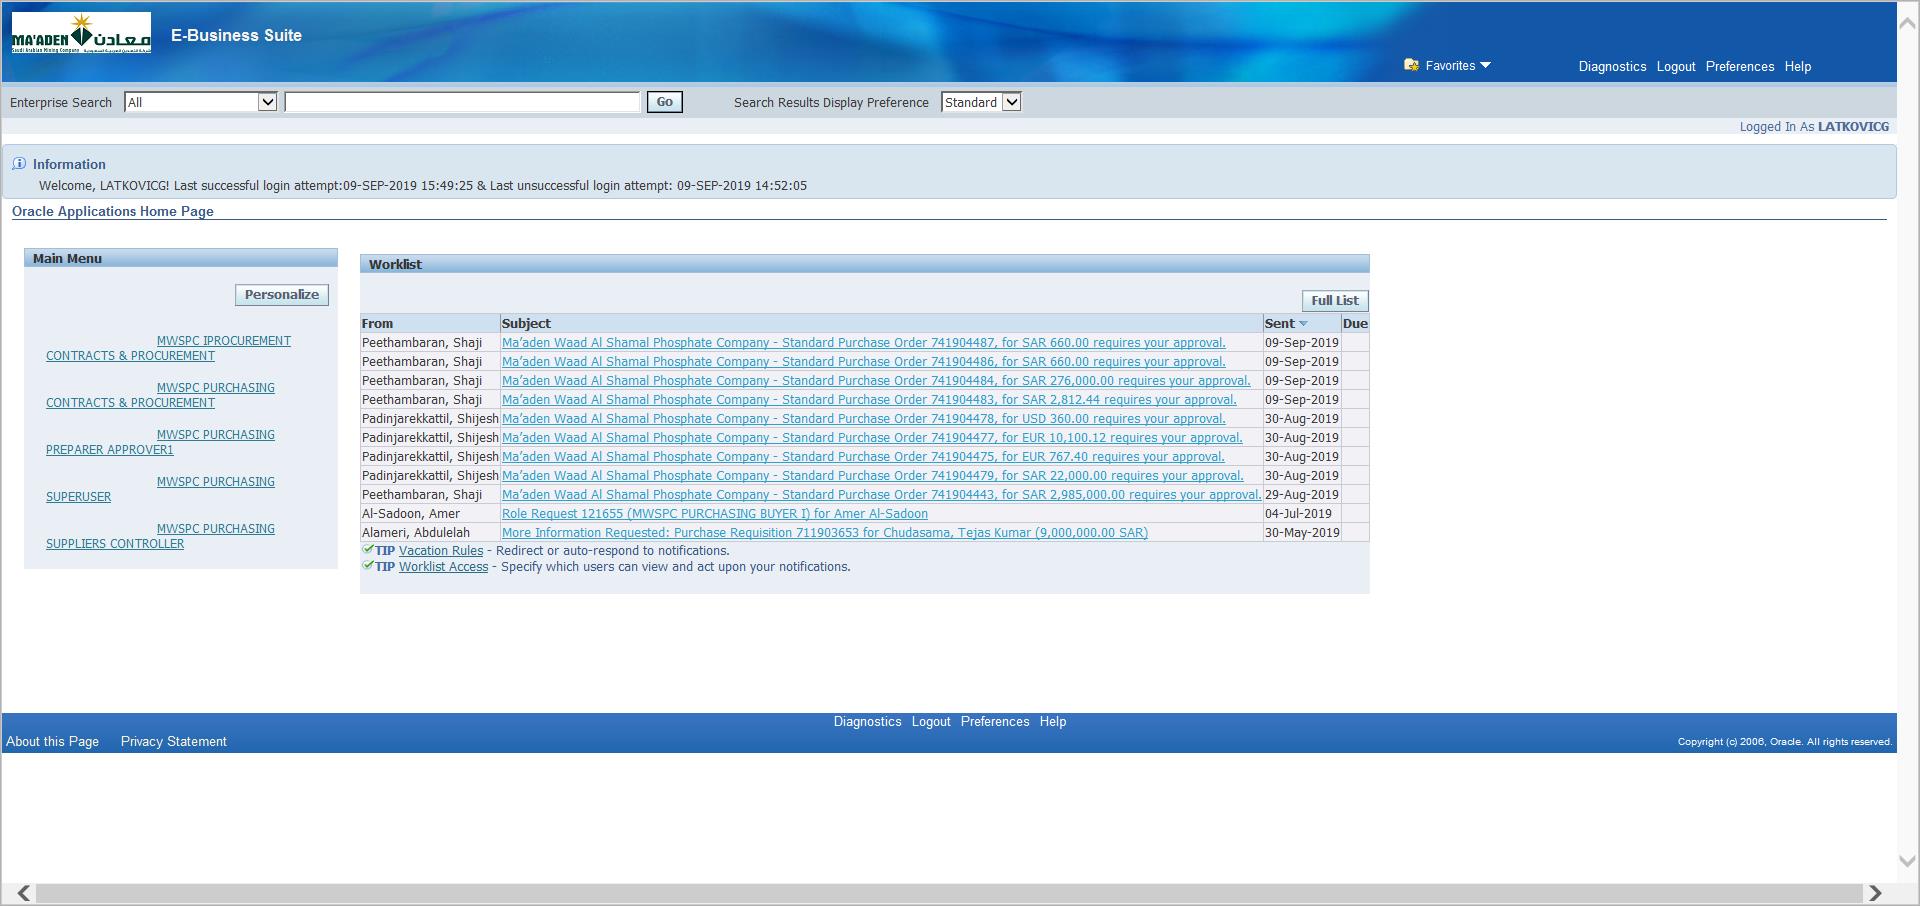 MA'ADEN معادن
Saudi Arabian Mining Company
E-Business Suite
Favorites
Diagnostics Logout Preferences Help
Enterprise Search All Go Search Results Display Preference Standard
Logged In As LATKOVICG
Information
Welcome, LATKOVICG! Last successful login attempt:09-SEP-2019 15:49:25 & Last unsuccessful login attempt: 09-SEP-2019 14:52:05
Oracle Applications Home Page
Main Menu
Personalize
MWSPC IPROCUREMENT
CONTRACTS & PROCUREMENT
MWSPC PURCHASING
CONTRACTS & PROCUREMENT
MWSPC PURCHASING
PREPARER APPROVER1
MWSPC PURCHASING
SUPERUSER
MWSPC PURCHASING
SUPPLIERS CONTROLLER
Worklist
Full List
From Subject Sent Due
Peethambaran, Shaji Ma'aden Waad Al Shamal Phosphate Company - Standard Purchase Order 741904487, for SAR 660.00 requires your approval. 09-Sep-2019
Peethambaran, Shaji Ma'aden Waad Al Shamal Phosphate Company - Standard Purchase Order 741904486, for SAR 660.00 requires your approval. 09-Sep-2019
Peethambaran, Shaji Ma'aden Waad Al Shamal Phosphate Company - Standard Purchase Order 741904484, for SAR 276,000.00 requires your approval. 09-Sep-2019
Peethambaran, Shaji Ma'aden Waad Al Shamal Phosphate Company - Standard Purchase Order 741904483, for SAR 2,812.44 requires your approval. 09-Sep-2019
Padinjarekkattil, Shijesh Ma'aden Waad Al Shamal Phosphate Company - Standard Purchase Order 741904478, for USD 360.00 requires your approval. 30-Aug-2019
Padinjarekkattil, Shijesh Ma'aden Waad Al Shamal Phosphate Company - Standard Purchase Order 741904477, for EUR 10,100.12 requires your approval. 30-Aug-2019
Padinjarekkattil, Shijesh Ma'aden Waad Al Shamal Phosphate Company - Standard Purchase Order 741904475, for EUR 767.40 requires your approval. 30-Aug-2019
Padinjarekkattil, Shijesh Ma'aden Waad Al Shamal Phosphate Company - Standard Purchase Order 741904479, for SAR 22,000.00 requires your approval. 30-Aug-2019
Peethambaran, Shaji Ma'aden Waad Al Shamal Phosphate Company - Standard Purchase Order 741904443, for SAR 2,985,000.00 requires your approval. 29-Aug-2019
Al-Sadoon, Amer Role Request 121655 (MWSPC PURCHASING BUYER I) for Amer Al-Sadoon 04-Jul-2019
Alameri, Abdulelah More Information Requested: Purchase Requisition 711903653 for Chudasama, Tejas Kumar (9,000,000.00 SAR) 30-May-2019
TIP Vacation Rules - Redirect or auto-respond to notifications.
TIP Worklist Access - Specify which users can view and act upon your notifications.
Diagnostics Logout Preferences Help
About this Page Privacy Statement
Copyright (c) 2006, Oracle. All rights reserved.